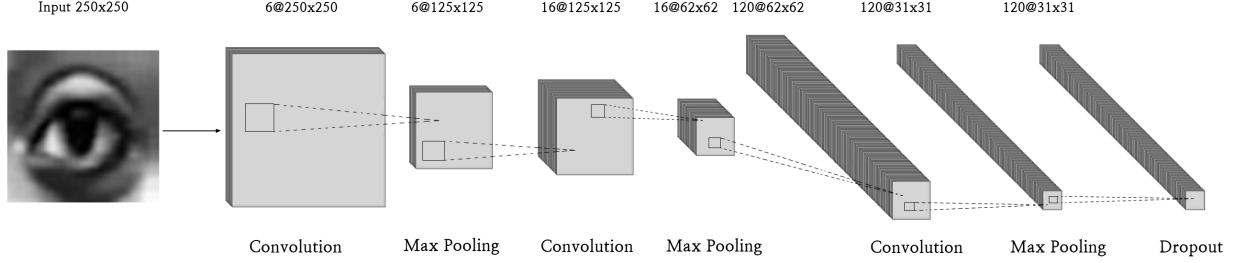 Input 250x250 6@250x250 6@125x125 16@125x125 16@62x62 120@62x62 120@31x31 120@31x31
Convolution Max Pooling Convolution Max Pooling Convolution Max Pooling Dropout